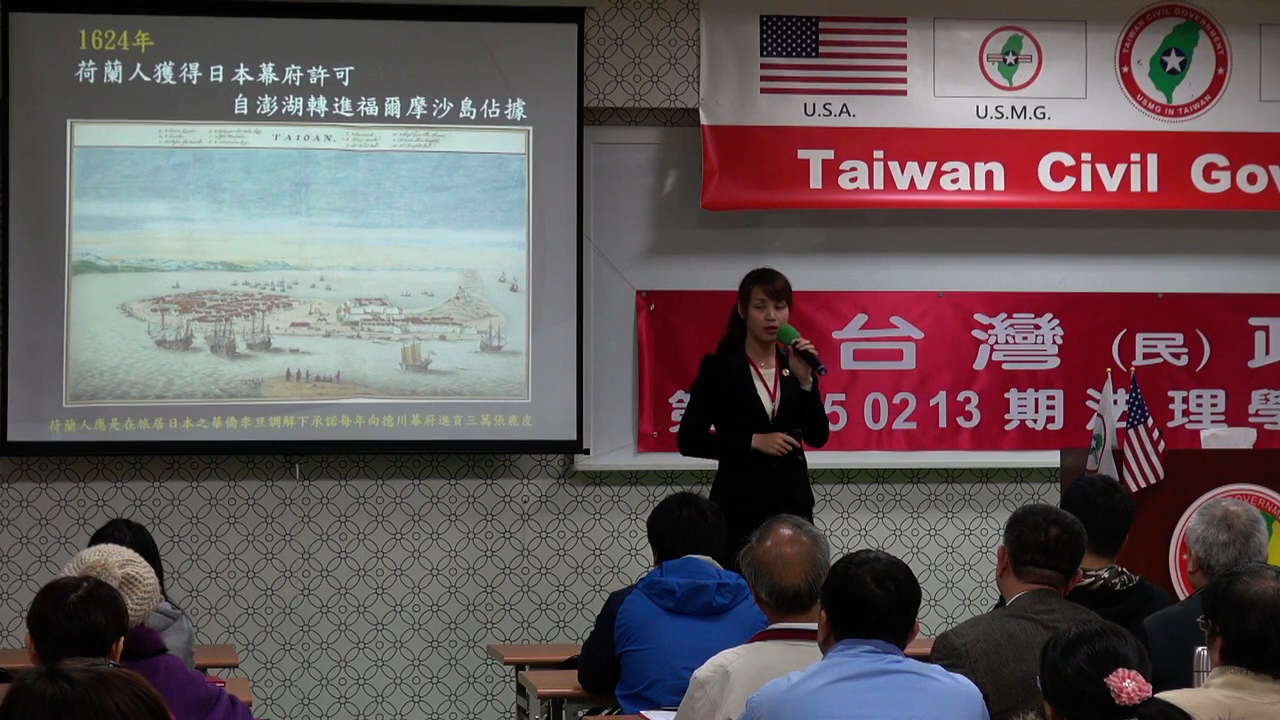 1624年
荷蘭人獲得日本幕府許可
自澎湖轉進福爾摩沙島佔據
TAIOAN.
荷蘭人應是在旅居日本之華僑李旦調解下承諾每年向德川幕府進貢三萬張鹿皮
U.S.A.
U.S.M.G.
TAIWAN CIVIL GOVERNMENT
USMG IN TAIWAN
Taiwan Civil Gov
台灣(民)政
第 5 0213 期 法理學